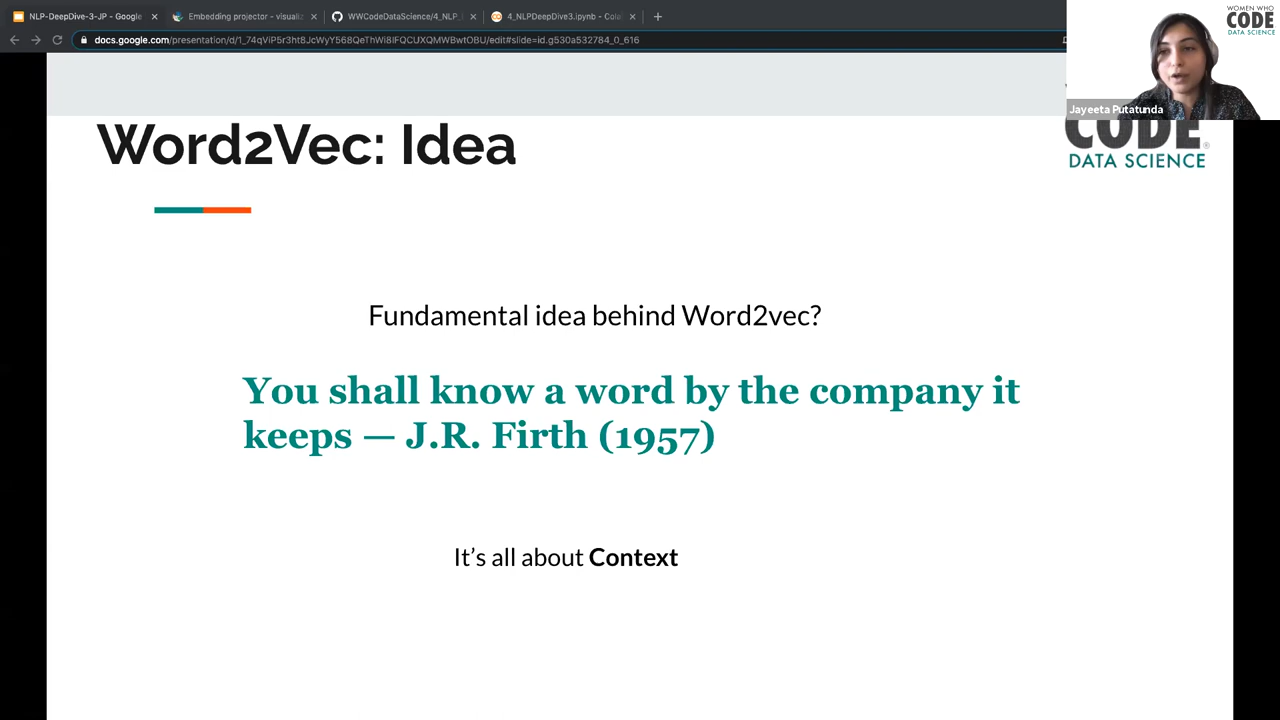 NLP-DeepDive-3-JP - Google
Embedding projector - visualiz
WWCodeDataScience/4_NLP_
4_NLPDeepDive3.ipynb - Cola
docs.google.com/presentation/d/1_74qViP5r3ht8JcWyY568QeThWi8IFQCUXQMWBwtOBU/edit#slide=id.g530a532784_0_616
WOMEN WHO
CODE
DATA SCIENCE
Jayeeta Putatunda
CODE
DATA SCIENCE
Word2Vec: Idea
Fundamental idea behind Word2vec?
You shall know a word by the company it
keeps — J.R. Firth (1957)
It's all about Context